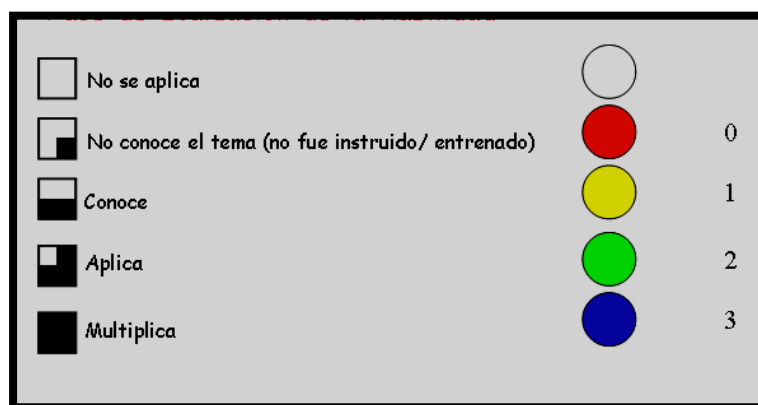 No se aplica
No conoce el tema (no fue instruido/ entrenado) 0
Conoce 1
Aplica 2
Multiplica 3